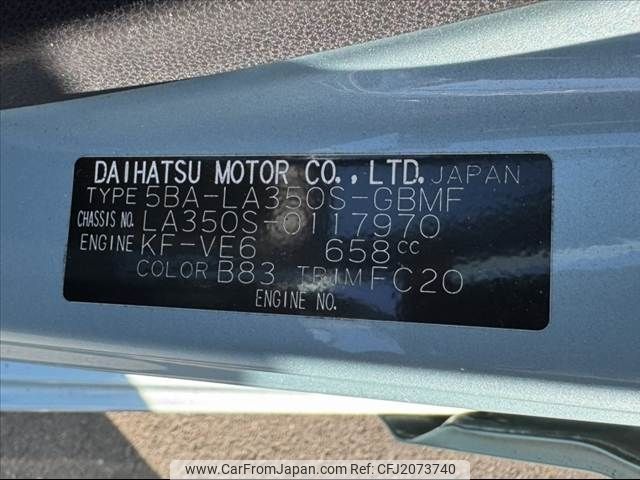 DAIHATSU MOTOR CO.,LTD. JAPAN
TYPE 5BA-LA350S-GBMF
CHASSIS NO. LA350S-0117970
ENGINE KF-VE6 658cc
COLOR B83 TRIM FC20
ENGINE NO.
www.CarFromJapan.com | © CarFromJapan | CFJ2073740